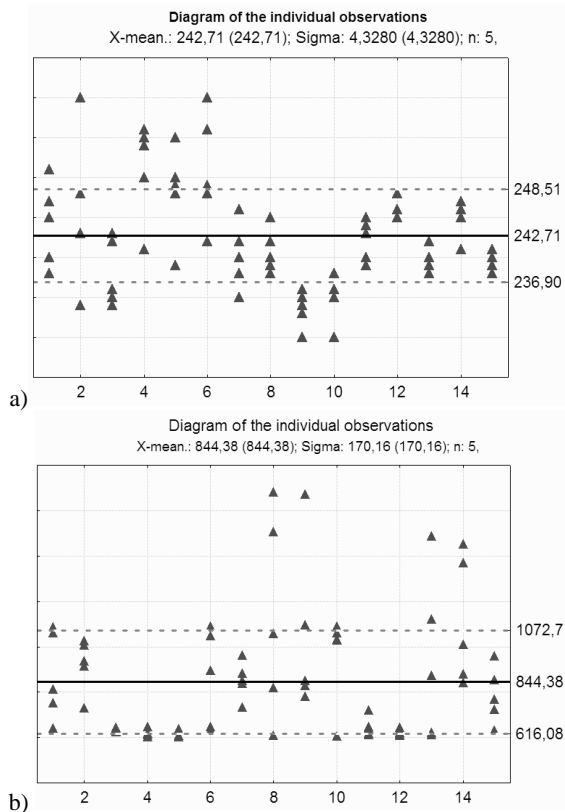 Diagram of the individual observations
X-mean.: 242,71 (242,71); Sigma: 4,3280 (4,3280); n: 5,
248,51
242,71
236,90
2 4 6 8 10 12 14
a)
Diagram of the individual observations
X-mean.: 844,38 (844,38); Sigma: 170,16 (170,16); n: 5,
1072,7
844,38
616,08
2 4 6 8 10 12 14
b)